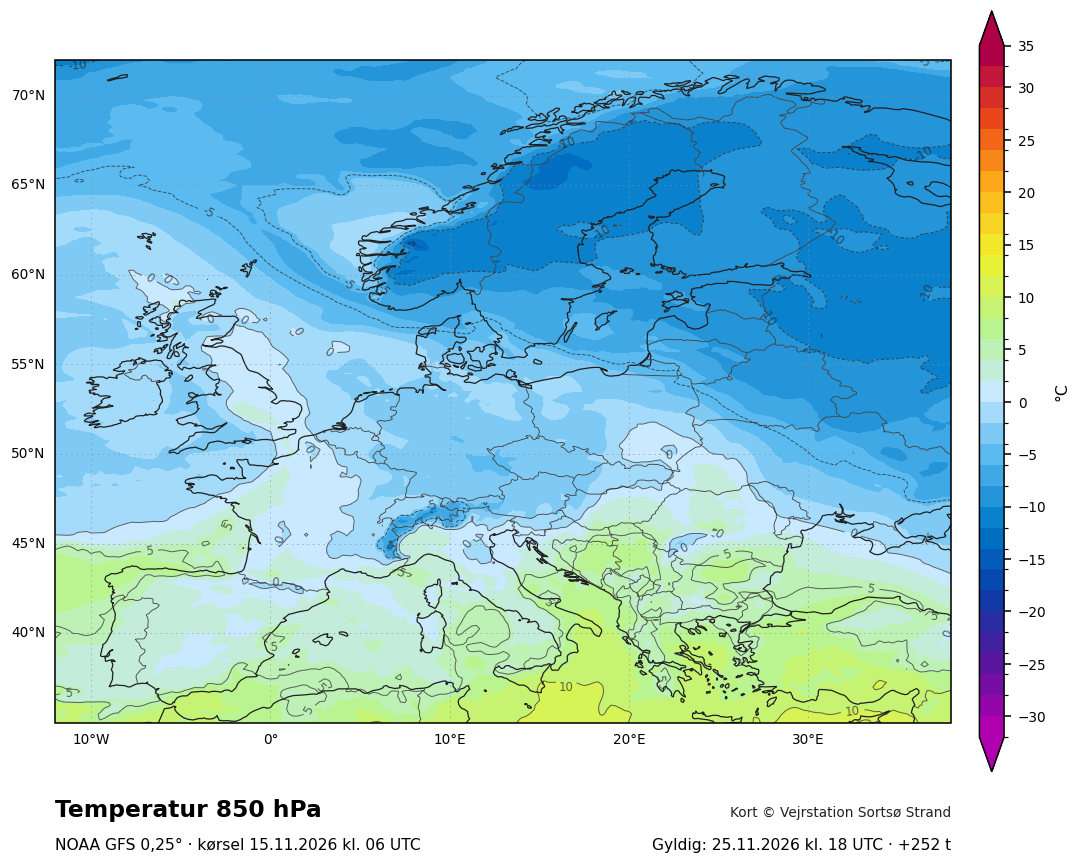 70°N
65°N
60°N
55°N
50°N
45°N
40°N
10°W
0°
10°E
20°E
30°E
35
30
25
20
15
10
5
0
−5
−10
−15
−20
−25
−30
°C
Temperatur 850 hPa
Kort © Vejrstation Sortsø Strand
NOAA GFS 0,25° · kørsel 15.11.2026 kl. 06 UTC
Gyldig: 25.11.2026 kl. 18 UTC · +252 t